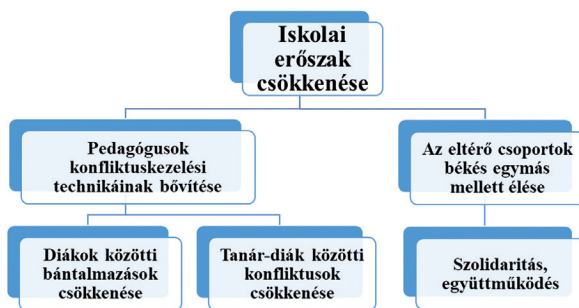 Iskolai
erőszak
csökkenése
Pedagógusok
konfliktuskezelési
technikáinak bővítése
Az eltérő csoportok
békés egymás
mellett élése
Diákok közötti
bántalmazások
csökkenése
Tanár-diák közötti
konfliktusok
csökkenése
Szolidaritás,
együttműködés